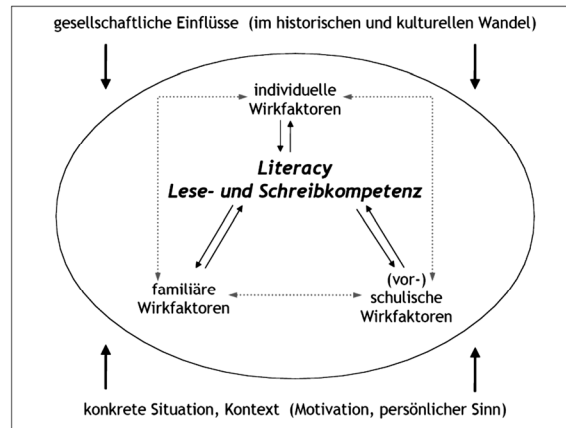 gesellschaftliche Einflüsse (im historischen und kulturellen Wandel)
individuelle
Wirkfaktoren
Literacy
Lese- und Schreibkompetenz
familiäre
Wirkfaktoren
(vor-)
schulische
Wirkfaktoren
konkrete Situation, Kontext (Motivation, persönlicher Sinn)